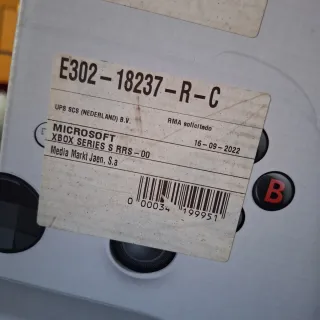 E302-18237-R-C
UPS SCS (NEDERLAND) B.V. RMA solicitado
MICROSOFT 16-09-2022
XBOX SERIES S RRS-00
Media Markt Jaen, S.a
0 00034 199951
B